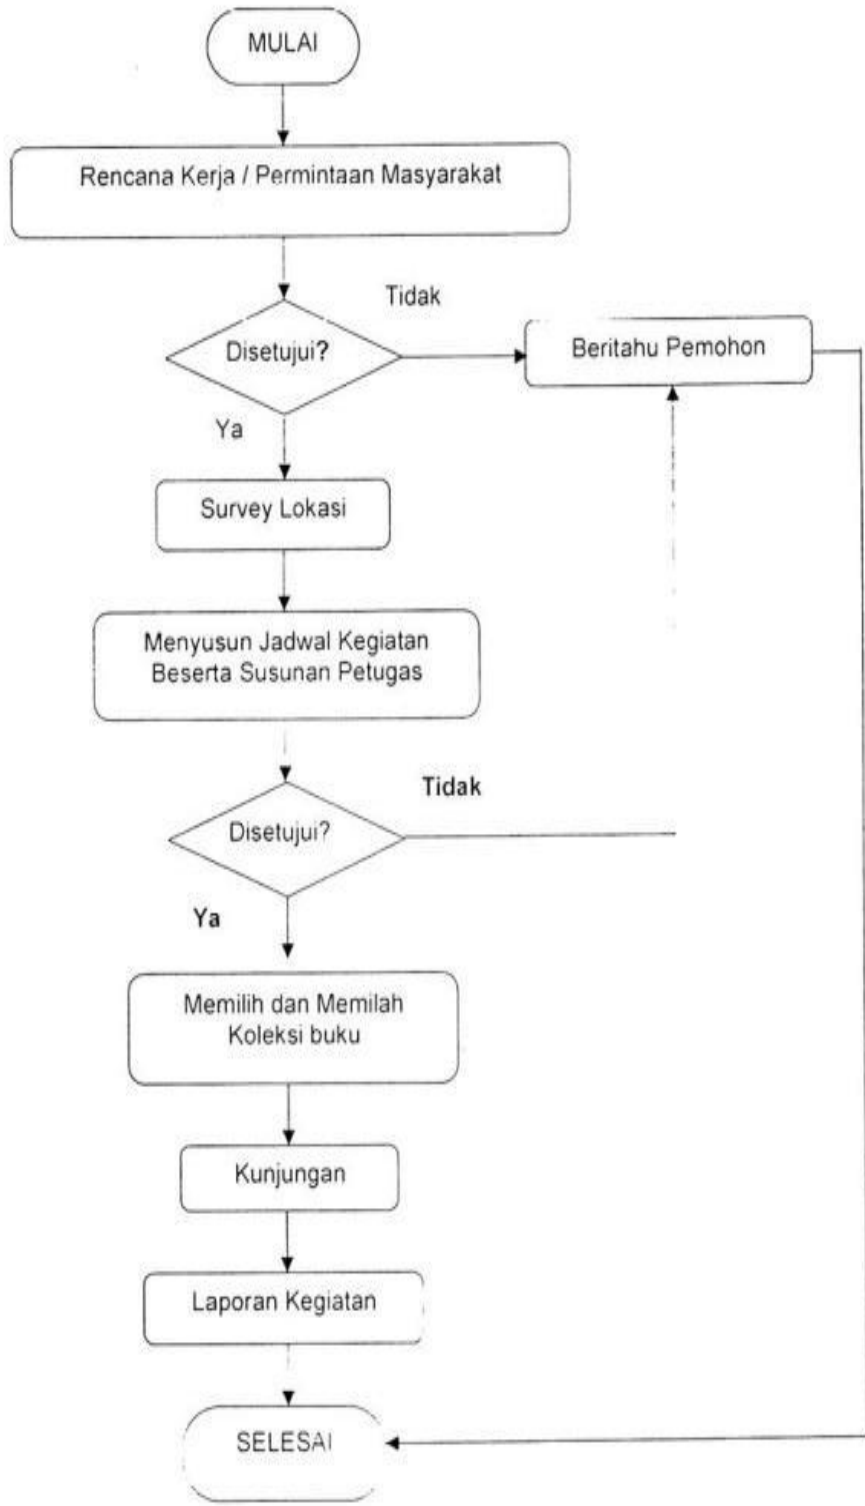 MULAI
Rencana Kerja / Permintaan Masyarakat
Tidak
Disetujui?
Beritahu Pemohon
Ya
Survey Lokasi
Menyusun Jadwal Kegiatan
Beserta Susunan Petugas
Tidak
Disetujui?
Ya
Memilih dan Memilah
Koleksi buku
Kunjungan
Laporan Kegiatan
SELESAI